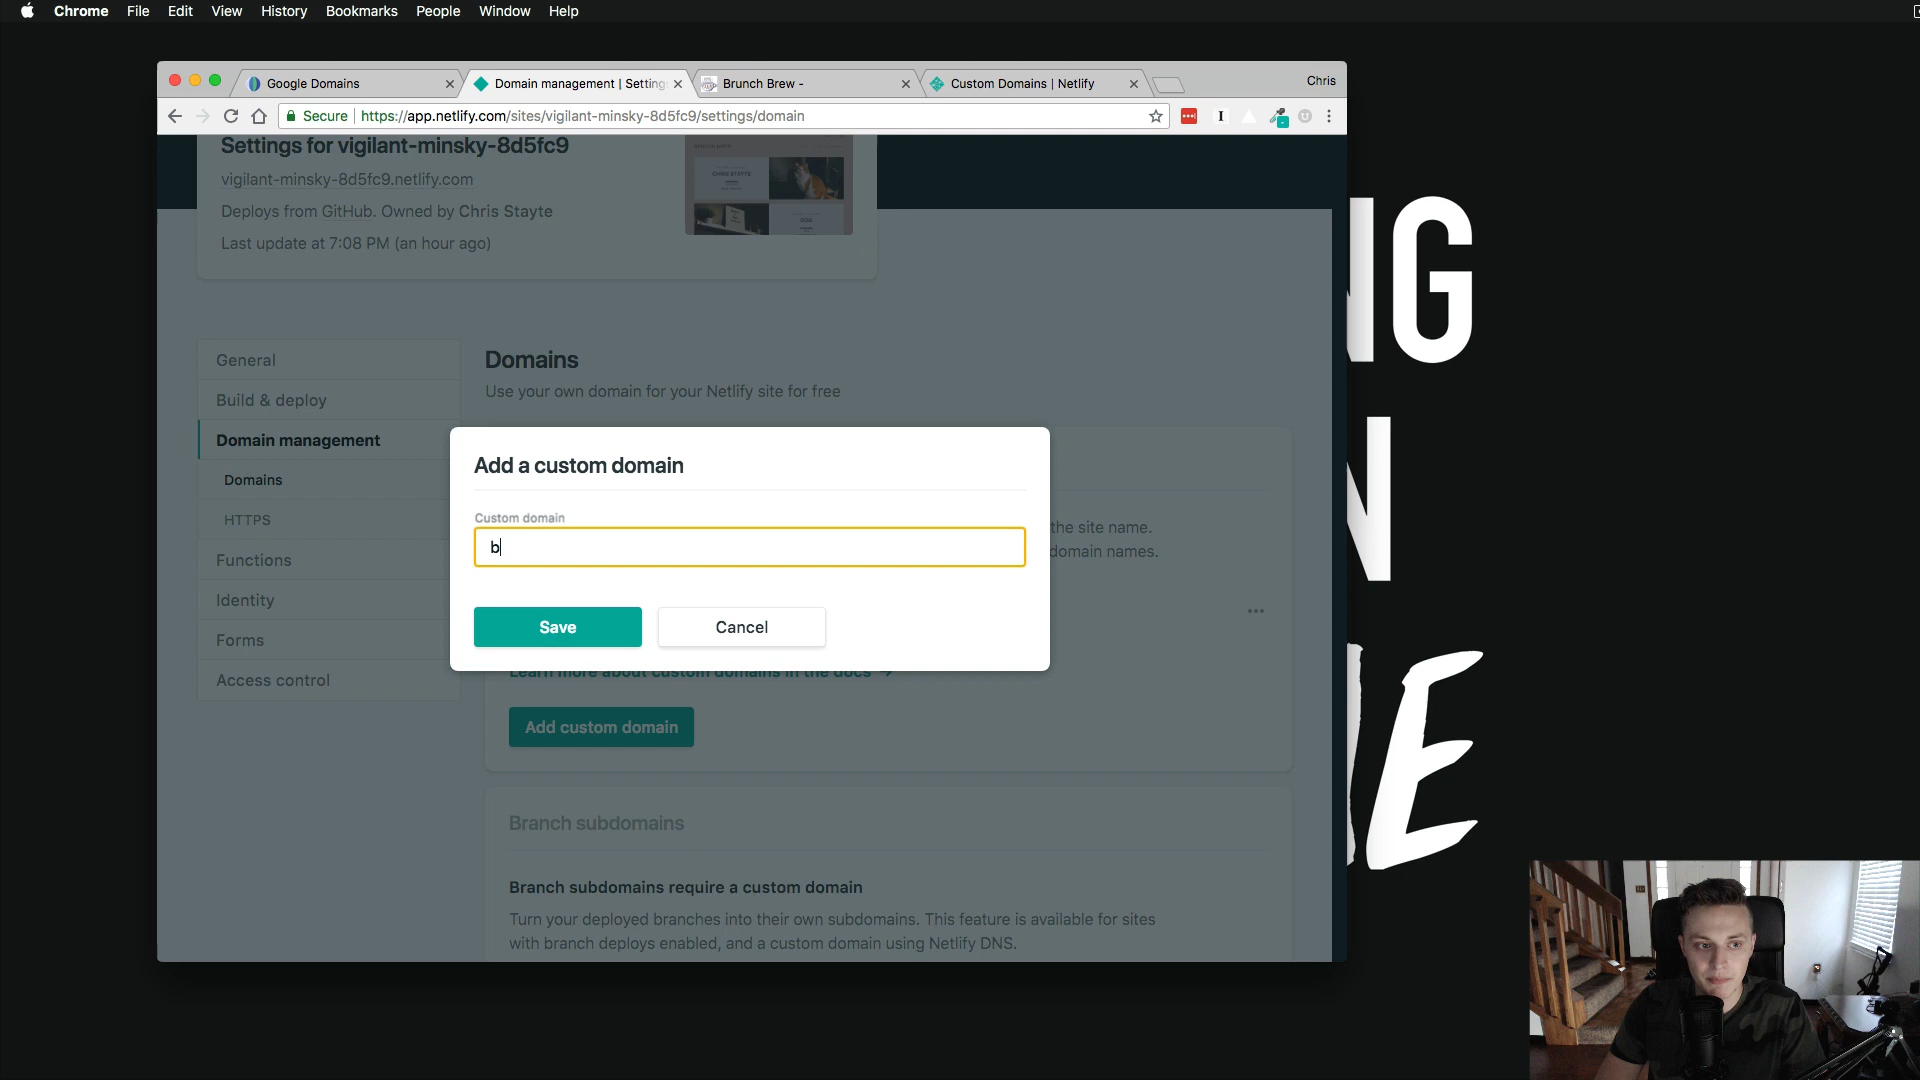 Chrome File Edit View History Bookmarks People Window Help
Google Domains
Domain management | Setting
Brunch Brew -
Custom Domains | Netlify
Chris
Secure https://app.netlify.com/sites/vigilant-minsky-8d5fc9/settings/domain
Settings for vigilant-minsky-8d5fc9
vigilant-minsky-8d5fc9.netlify.com
Deploys from GitHub. Owned by Chris Stayte
Last update at 7:08 PM (an hour ago)
CHRIS STAYTE
General
Build & deploy
Domain management
Domains
HTTPS
Functions
Identity
Forms
Access control
Domains
Use your own domain for your Netlify site for free
the site name.
domain names.
Add a custom domain
Custom domain
b
Save
Cancel
Learn more about custom domains in the docs →
Add custom domain
Branch subdomains
Branch subdomains require a custom domain
Turn your deployed branches into their own subdomains. This feature is available for sites
with branch deploys enabled, and a custom domain using Netlify DNS.
NG
N
E